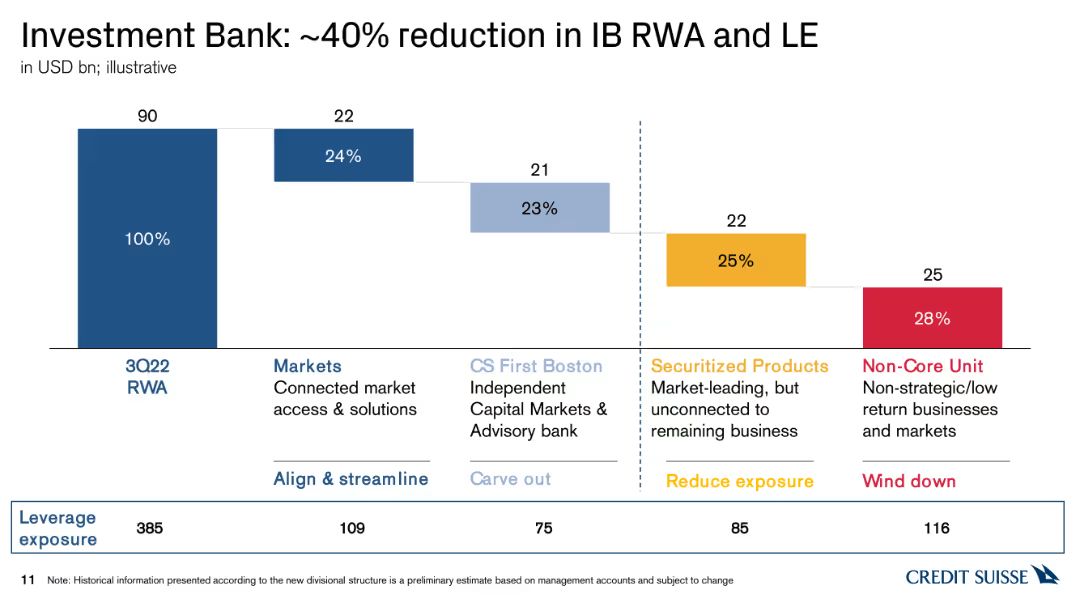 Investment Bank: ~40% reduction in IB RWA and LE
in USD bn; illustrative
90
22
21
22
25
100%
24%
23%
25%
28%
3Q22
RWA
Markets
Connected market
access & solutions
Align & streamline
CS First Boston
Independent
Capital Markets &
Advisory bank
Carve out
Securitized Products
Market-leading, but
unconnected to
remaining business
Reduce exposure
Non-Core Unit
Non-strategic/low
return businesses
and markets
Wind down
Leverage
exposure
385
109
75
85
116
11 Note: Historical information presented according to the new divisional structure is a preliminary estimate based on management accounts and subject to change
CREDIT SUISSE